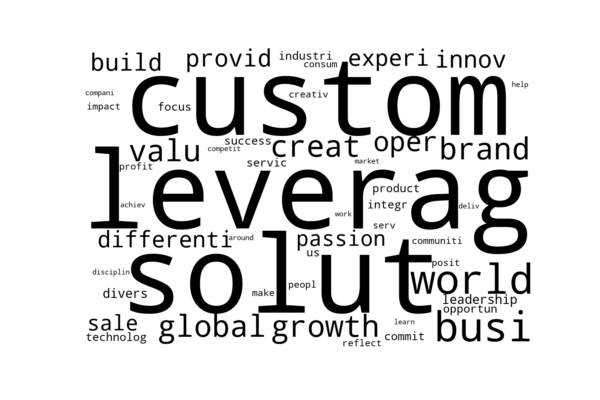 build provid industri consum experi innov
custom
compani impact focus creativ help
valu success competit creat oper brand
profit servic market
leverag
achiev product integr work serv deliv
differenti around passion us communiti
solut
disciplin posit world
divers make peopl leadership
opportun
sale global growth learn busi
technolog reflect commit